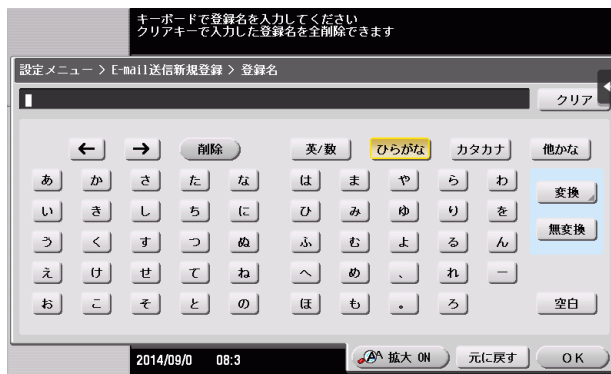 キーボードで登録名を入力してください
クリアキーで入力した登録名を全削除できます
設定メニュー > E-mail送信新規登録 > 登録名
クリア
← → 削除 英/数 ひらがな カタカナ 他かな
あ か さ た な は ま や ら わ 変換
い き し ち に ひ み ゆ り を 無変換
う く す つ ぬ ふ む よ る ん
え け せ て ね へ め 、 れ ー
お こ そ と の ほ も 。 ろ 空白
2014/09/0 08:3 拡大 ON 元に戻す OK